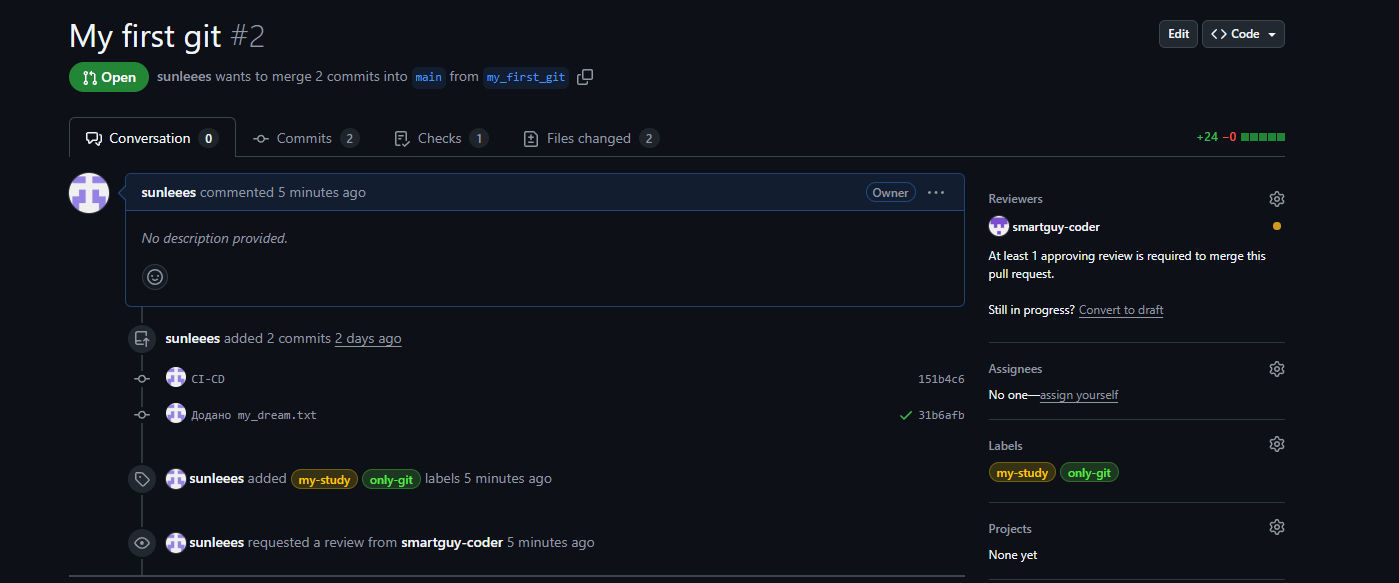 My first git #2
Edit
Code
Open
sunleees wants to merge 2 commits into main from my_first_git
Conversation 0
Commits 2
Checks 1
Files changed 2
+24 −0
sunleees commented 5 minutes ago
Owner
No description provided.
sunleees added 2 commits 2 days ago
CI-CD
151b4c6
Додано my_dream.txt
31b6afb
sunleees added my-study only-git labels 5 minutes ago
sunleees requested a review from smartguy-coder 5 minutes ago
Reviewers
smartguy-coder
At least 1 approving review is required to merge this
pull request.
Still in progress? Convert to draft
Assignees
No one—assign yourself
Labels
my-study only-git
Projects
None yet